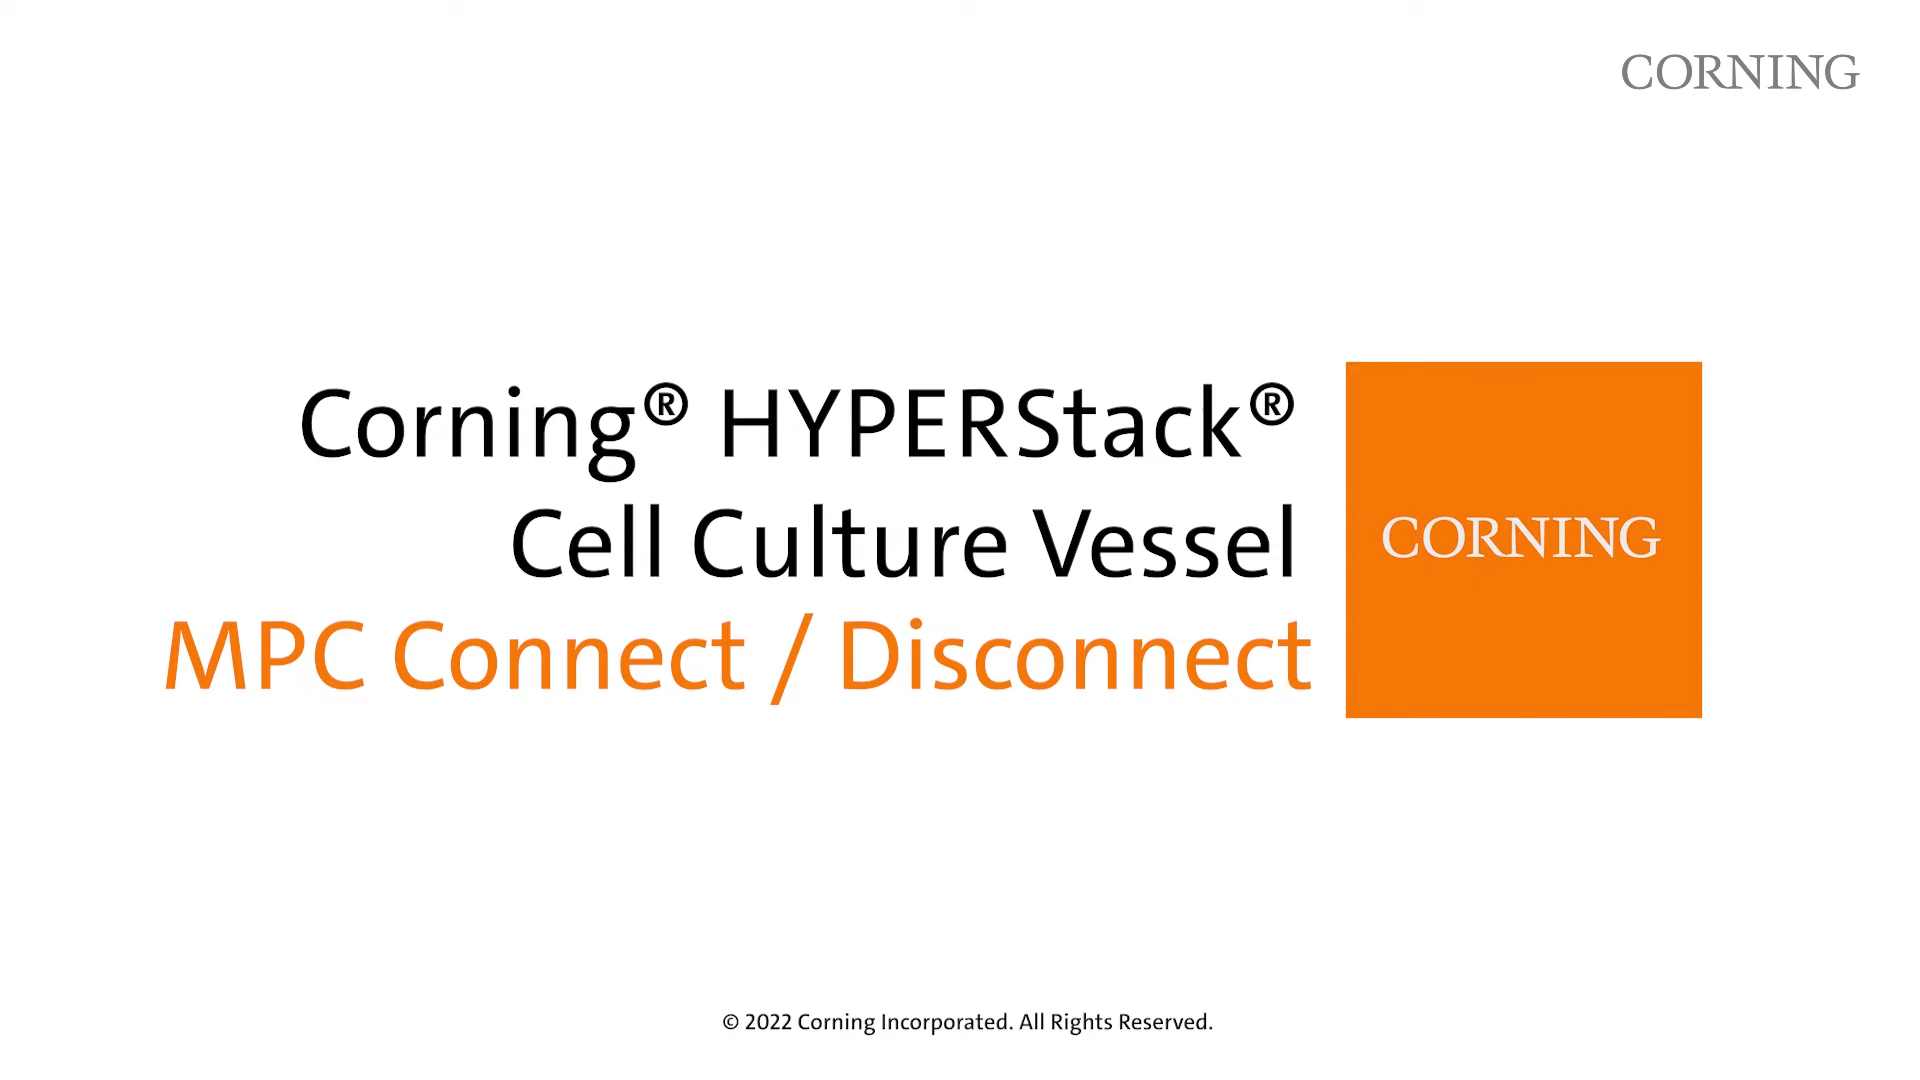 CORNING
Corning® HYPERStack®
Cell Culture Vessel
MPC Connect / Disconnect
CORNING
© 2022 Corning Incorporated. All Rights Reserved.